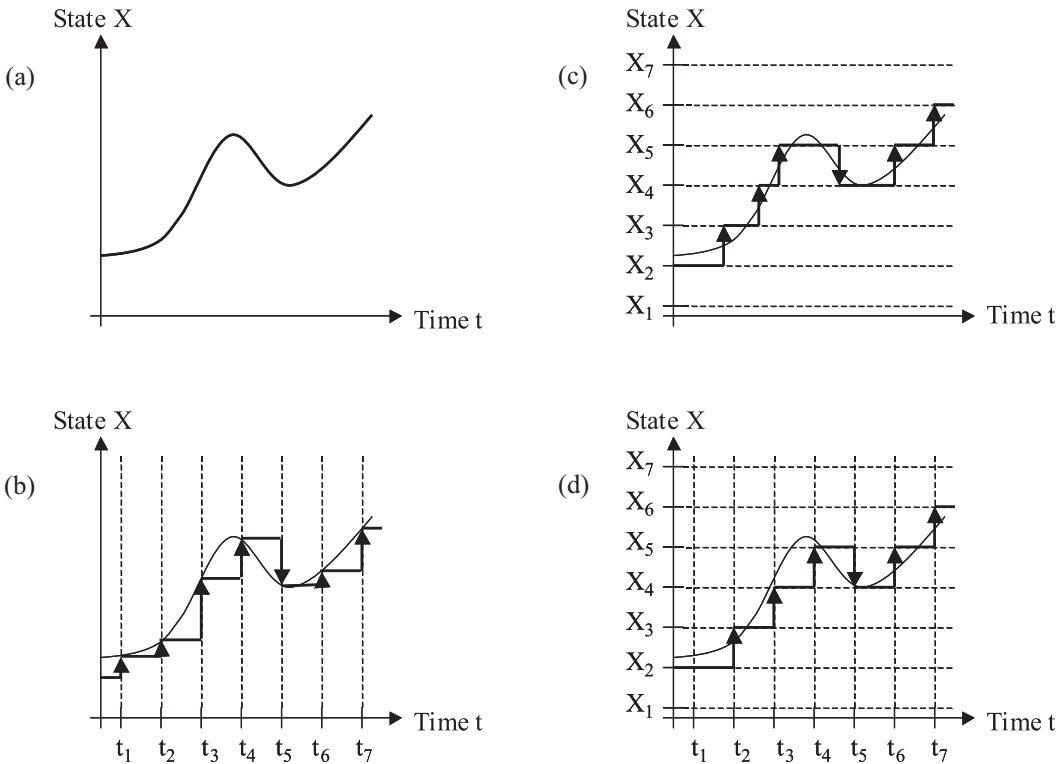 (a)
State X
Time t
(b)
State X
Time t
t₁ t₂ t₃ t₄ t₅ t₆ t₇
(c)
State X
X₇
X₆
X₅
X₄
X₃
X₂
X₁
Time t
(d)
State X
X₇
X₆
X₅
X₄
X₃
X₂
X₁
Time t
t₁ t₂ t₃ t₄ t₅ t₆ t₇